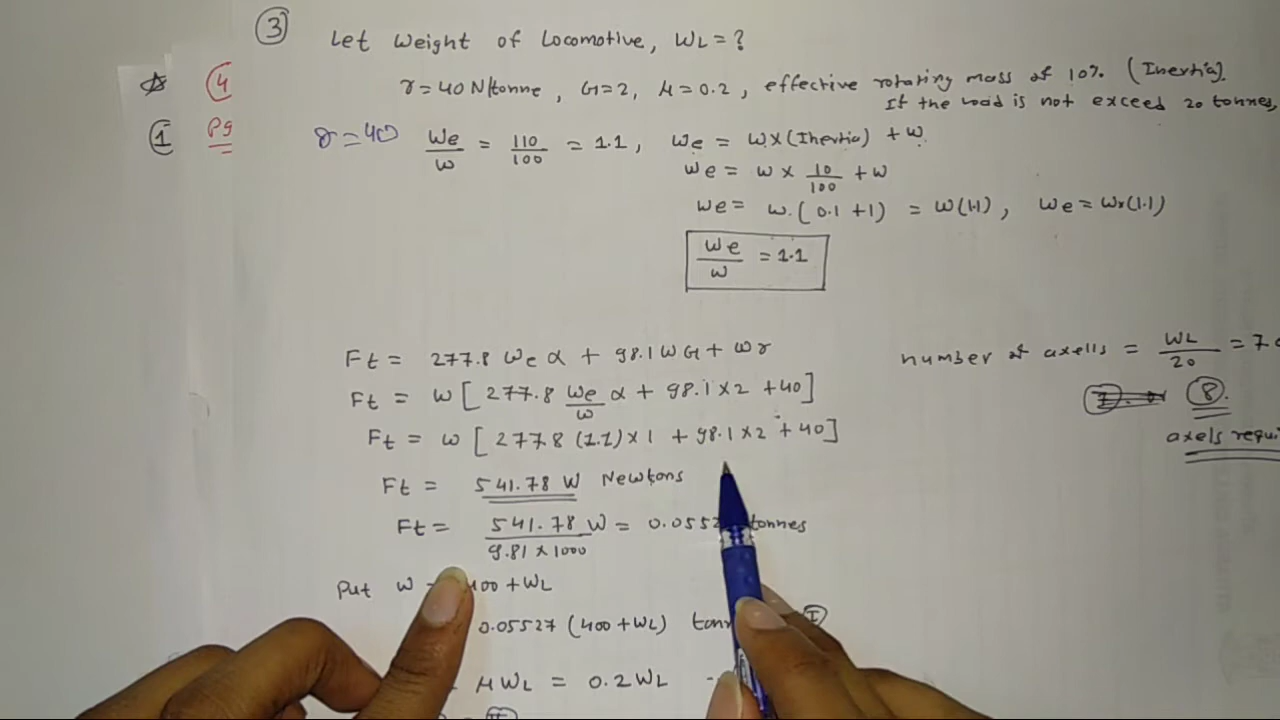 ③ Let Weight of Locomotive, WL = ?
④ r = 40 N/tonne, G = 2, μ = 0.2, effective rotating mass of 10% (Inertia).
If the load is not exceed 20 tonnes,
① Pg
r = 40 We/w = 110/100 = 1.1, We = W x (Inertia) + W.
We = W x 10/100 + W
We = W. (0.1 + 1) = W(1.1), We = Wx(1.1)
We/w = 1.1
Ft = 277.8 We α + 98.1 W G + W r
number of axells = WL/20 = 7.
Ft = W [277.8 We/w α + 98.1 x 2 + 40]
⑧
Ft = W [277.8 (1.1) x 1 + 98.1 x 2 + 40]
axels requi
Ft = 541.78 W Newtons
Ft = 541.78 W/9.81 x 1000 = 0.0552 tonnes
Put W 400 + WL
0.05527 (400 + WL) Ⓘ
μ WL = 0.2 WL